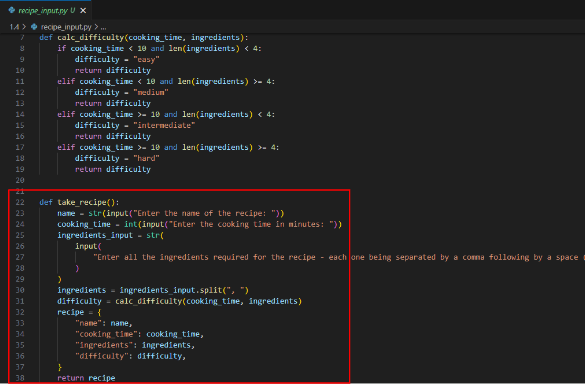 recipe_input.py U ×
1.4 > recipe_input.py > ...
7 def calc_difficulty(cooking_time, ingredients):
8     if cooking_time < 10 and len(ingredients) < 4:
9         difficulty = "easy"
10         return difficulty
11     elif cooking_time < 10 and len(ingredients) >= 4:
12         difficulty = "medium"
13         return difficulty
14     elif cooking_time >= 10 and len(ingredients) < 4:
15         difficulty = "intermediate"
16         return difficulty
17     elif cooking_time >= 10 and len(ingredients) >= 4:
18         difficulty = "hard"
19         return difficulty
20
21
22 def take_recipe():
23     name = str(input("Enter the name of the recipe: "))
24     cooking_time = int(input("Enter the cooking time in minutes: "))
25     ingredients_input = str(
26         input(
27             "Enter all the ingredients required for the recipe - each one being separated by a comma following by a space (
28         )
29     )
30     ingredients = ingredients_input.split(", ")
31     difficulty = calc_difficulty(cooking_time, ingredients)
32     recipe = {
33         "name": name,
34         "cooking_time": cooking_time,
35         "ingredients": ingredients,
36         "difficulty": difficulty,
37     }
38     return recipe